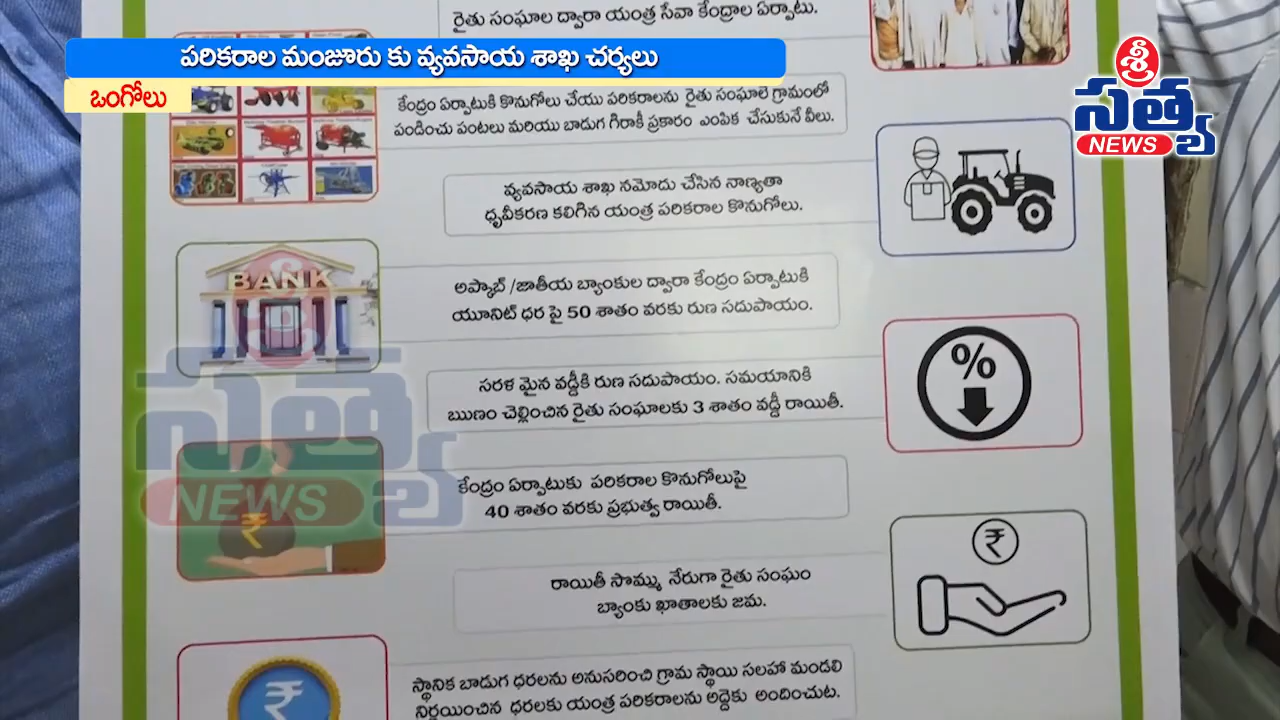 రైతు సంఘాల ద్వారా యంత్ర సేవా కేంద్రాల ఏర్పాటు.
పరికరాల మంజూరు కు వ్యవసాయ శాఖ చర్యలు
ఒంగోలు
శ్రీ
సత్య
NEWS
కేంద్రం ఏర్పాటుకి కొనుగోలు చేయు పరికరాలను రైతు సంఘాలె గ్రామంలో
పండించు పంటలు మరియు బాడుగ గిరాకీ ప్రకారం ఎంపిక చేసుకునే వీలు.
వ్యవసాయ శాఖ నమోదు చేసిన నాణ్యతా
ధృవీకరణ కలిగిన యంత్ర పరికరాల కొనుగోలు.
BANK
అప్కాబ్ /జాతీయ బ్యాంకుల ద్వారా కేంద్రం ఏర్పాటుకి
యూనిట్ ధర పై 50 శాతం వరకు రుణ సదుపాయం.
సరళ మైన వడ్డీకి రుణ సదుపాయం. సమయానికి
ఋణం చెల్లించిన రైతు సంఘాలకు 3 శాతం వడ్డీ రాయితీ.
%
శ్రీ
సత్య
NEWS
కేంద్రం ఏర్పాటుకు పరికరాల కొనుగోలుపై
40 శాతం వరకు ప్రభుత్వ రాయితీ.
₹
రాయితీ సొమ్ము నేరుగా రైతు సంఘం
బ్యాంకు ఖాతాలకు జమ.
₹
స్థానిక బాడుగ ధరలను అనుసరించి గ్రామ స్థాయి సలహా మండలి
నిర్ణయించిన ధరలకు యంత్ర పరికరాలను అద్దెకు అందించుట.
₹